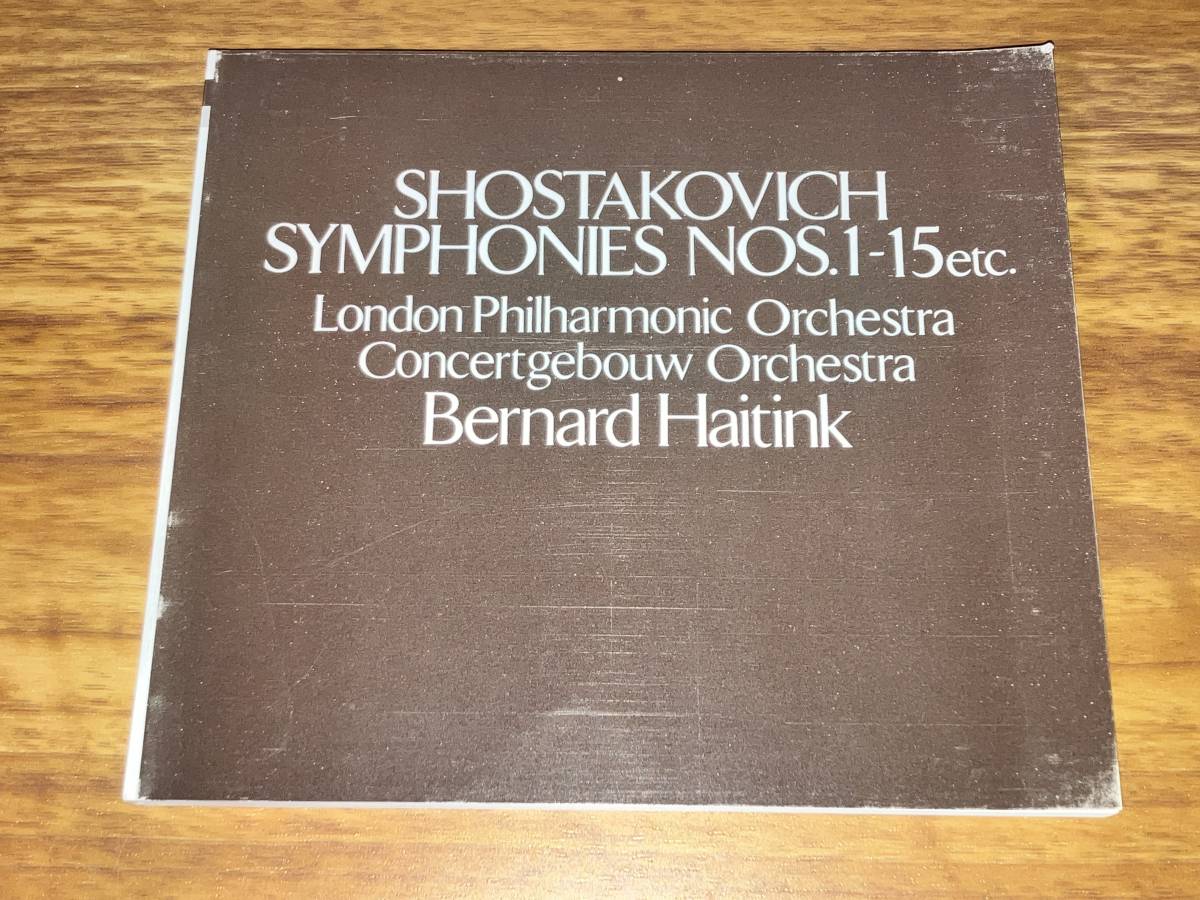 SHOSTAKOVICH
SYMPHONIES NOS.1-15etc.
London Philharmonic Orchestra
Concertgebouw Orchestra
Bernard Haitink